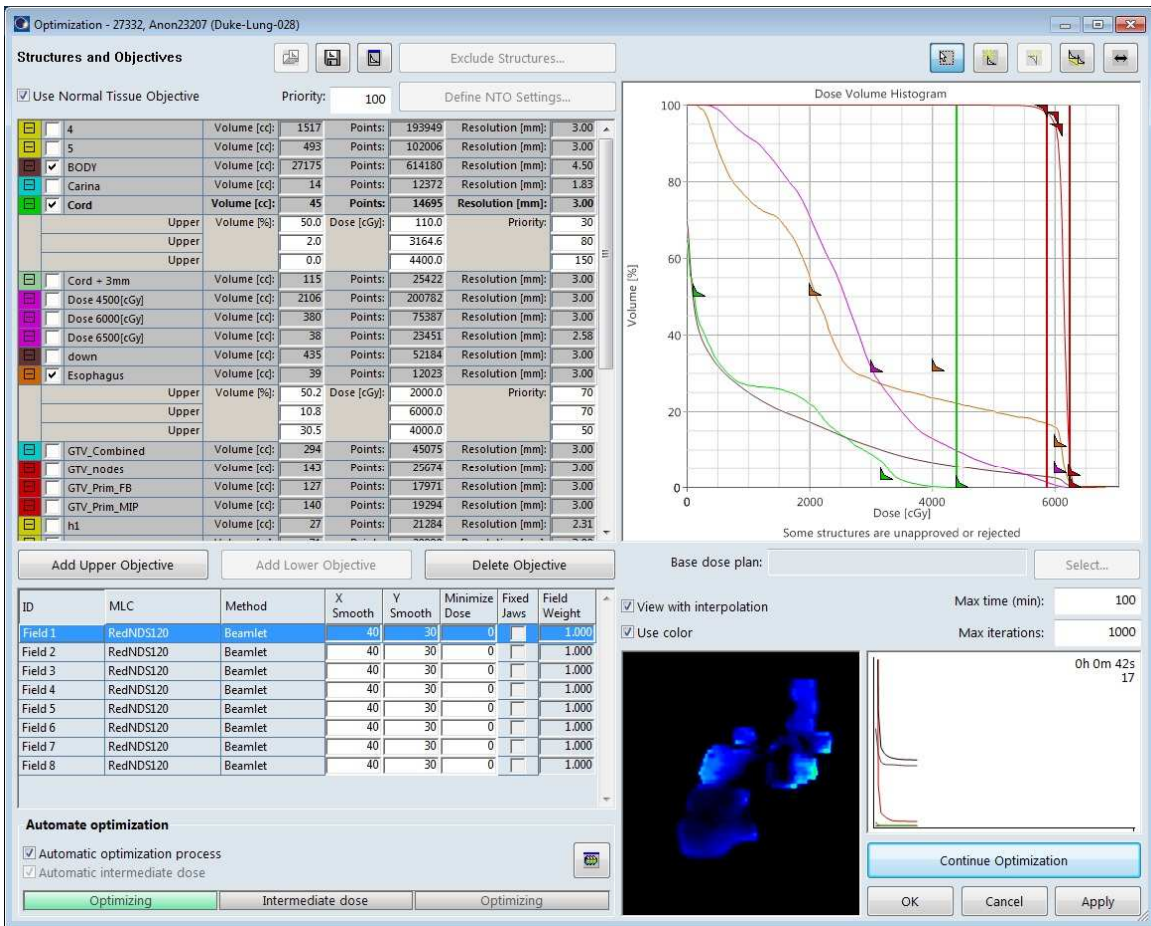 Optimization - 27332, Anon23207 (Duke-Lung-028)
Structures and Objectives
Exclude Structures...
Use Normal Tissue Objective Priority: 100 Define NTO Settings...
4 Volume [cc]: 1517 Points: 193949 Resolution [mm]: 3.00
5 Volume [cc]: 493 Points: 102006 Resolution [mm]: 3.00
BODY Volume [cc]: 27175 Points: 614180 Resolution [mm]: 4.50
Carina Volume [cc]: 14 Points: 12372 Resolution [mm]: 1.83
Cord Volume [cc]: 45 Points: 14695 Resolution [mm]: 3.00
Upper Volume [%]: 50.0 Dose [cGy]: 110.0 Priority: 30
Upper 2.0 3164.6 80
Upper 0.0 4400.0 150
Cord + 3mm Volume [cc]: 115 Points: 25422 Resolution [mm]: 3.00
Dose 4500[cGy] Volume [cc]: 2106 Points: 200782 Resolution [mm]: 3.00
Dose 6000[cGy] Volume [cc]: 380 Points: 75387 Resolution [mm]: 3.00
Dose 6500[cGy] Volume [cc]: 38 Points: 23451 Resolution [mm]: 2.58
down Volume [cc]: 435 Points: 52184 Resolution [mm]: 3.00
Esophagus Volume [cc]: 39 Points: 12023 Resolution [mm]: 3.00
Upper Volume [%]: 50.2 Dose [cGy]: 2000.0 Priority: 70
Upper 10.8 6000.0 70
Upper 30.5 4000.0 50
GTV_Combined Volume [cc]: 294 Points: 45075 Resolution [mm]: 3.00
GTV_nodes Volume [cc]: 143 Points: 25674 Resolution [mm]: 3.00
GTV_Prim_FB Volume [cc]: 127 Points: 17971 Resolution [mm]: 3.00
GTV_Prim_MIP Volume [cc]: 140 Points: 19294 Resolution [mm]: 3.00
h1 Volume [cc]: 27 Points: 21284 Resolution [mm]: 2.31
Dose Volume Histogram
100
80
60
40
20
0
Volume [%]
0 2000 4000 6000
Dose [cGy]
Some structures are unapproved or rejected
Add Upper Objective Add Lower Objective Delete Objective
Base dose plan: Select...
ID MLC Method X Smooth Y Smooth Minimize Dose Fixed Jaws Field Weight
Field 1 RedNDS120 Beamlet 40 30 0 1.000
Field 2 RedNDS120 Beamlet 40 30 0 1.000
Field 3 RedNDS120 Beamlet 40 30 0 1.000
Field 4 RedNDS120 Beamlet 40 30 0 1.000
Field 5 RedNDS120 Beamlet 40 30 0 1.000
Field 6 RedNDS120 Beamlet 40 30 0 1.000
Field 7 RedNDS120 Beamlet 40 30 0 1.000
Field 8 RedNDS120 Beamlet 40 30 0 1.000
View with interpolation Max time (min): 100
Use color Max iterations: 1000
0h 0m 42s
17
Automate optimization
Automatic optimization process
Automatic intermediate dose
Optimizing Intermediate dose Optimizing
Continue Optimization
OK Cancel Apply